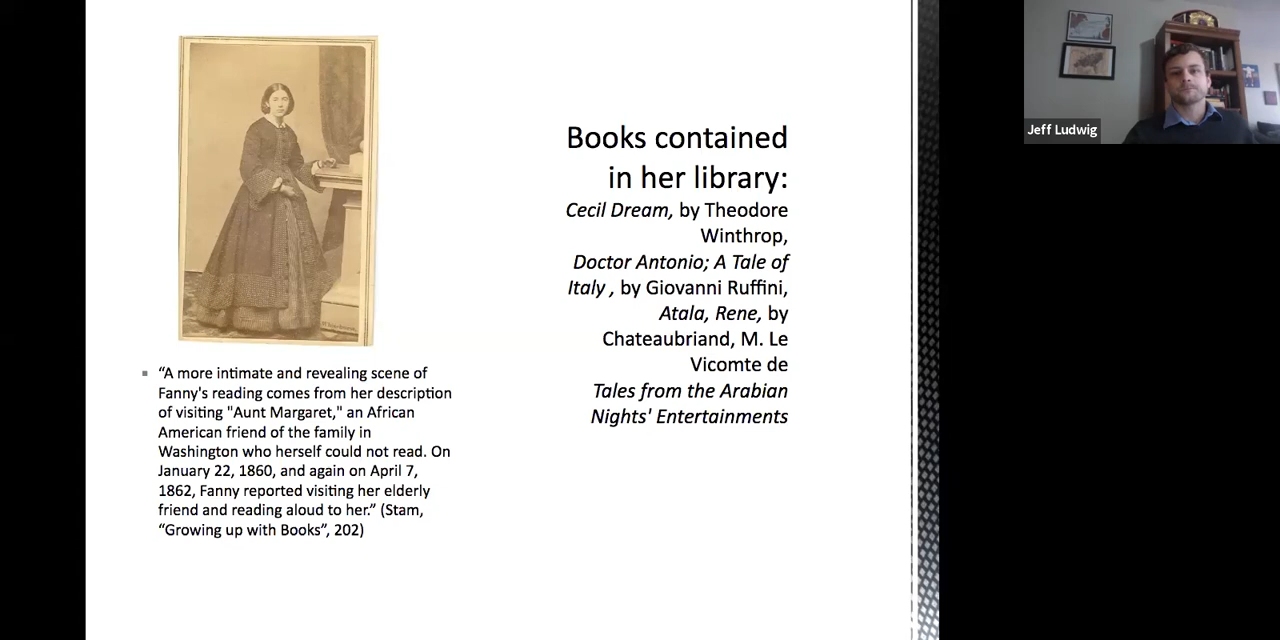 Books contained
in her library:
Cecil Dream, by Theodore
Winthrop,
Doctor Antonio; A Tale of
Italy , by Giovanni Ruffini,
Atala, Rene, by
Chateaubriand, M. Le
Vicomte de
Tales from the Arabian
Nights' Entertainments
“A more intimate and revealing scene of
Fanny's reading comes from her description
of visiting "Aunt Margaret," an African
American friend of the family in
Washington who herself could not read. On
January 22, 1860, and again on April 7,
1862, Fanny reported visiting her elderly
friend and reading aloud to her.” (Stam,
“Growing up with Books”, 202)
Jeff Ludwig